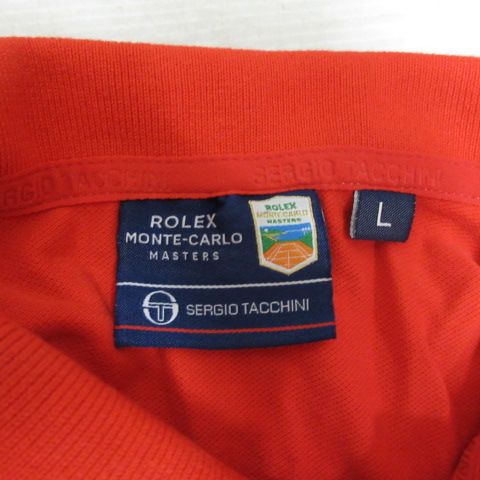 SERGIO TACCHINI SERGIO TACCHINI
ROLEX
MONTE-CARLO
MASTERS
ROLEX
MONTE-CARLO
MASTERS
L
SERGIO TACCHINI